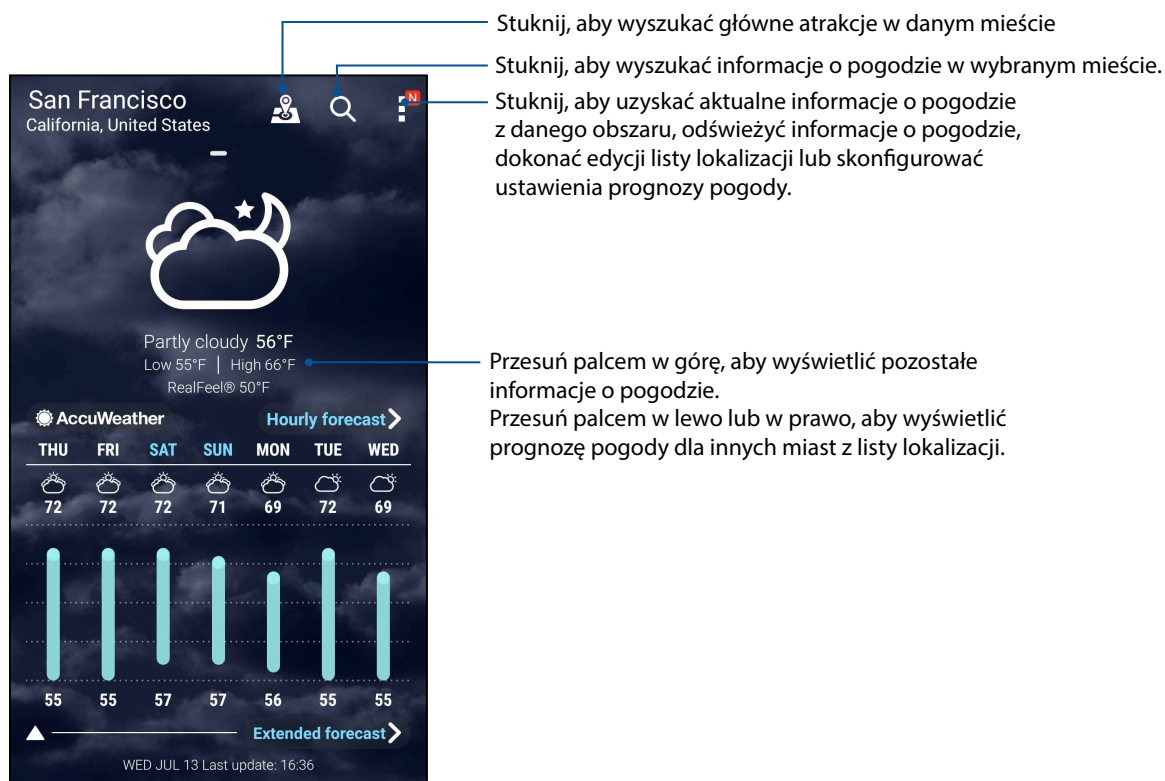 Stuknij, aby wyszukać główne atrakcje w danym mieście
Stuknij, aby wyszukać informacje o pogodzie w wybranym mieście.
Stuknij, aby uzyskać aktualne informacje o pogodzie
z danego obszaru, odświeżyć informacje o pogodzie,
dokonać edycji listy lokalizacji lub skonfigurować
ustawienia prognozy pogody.
San Francisco
California, United States
N
Partly cloudy 56°F
Low 55°F | High 66°F
RealFeel® 50°F
Przesuń palcem w górę, aby wyświetlić pozostałe
informacje o pogodzie.
Przesuń palcem w lewo lub w prawo, aby wyświetlić
prognozę pogody dla innych miast z listy lokalizacji.
AccuWeather Hourly forecast
THU FRI SAT SUN MON TUE WED
72 72 72 71 69 72 69
55 55 57 57 56 55 55
Extended forecast
WED JUL 13 Last update: 16:36